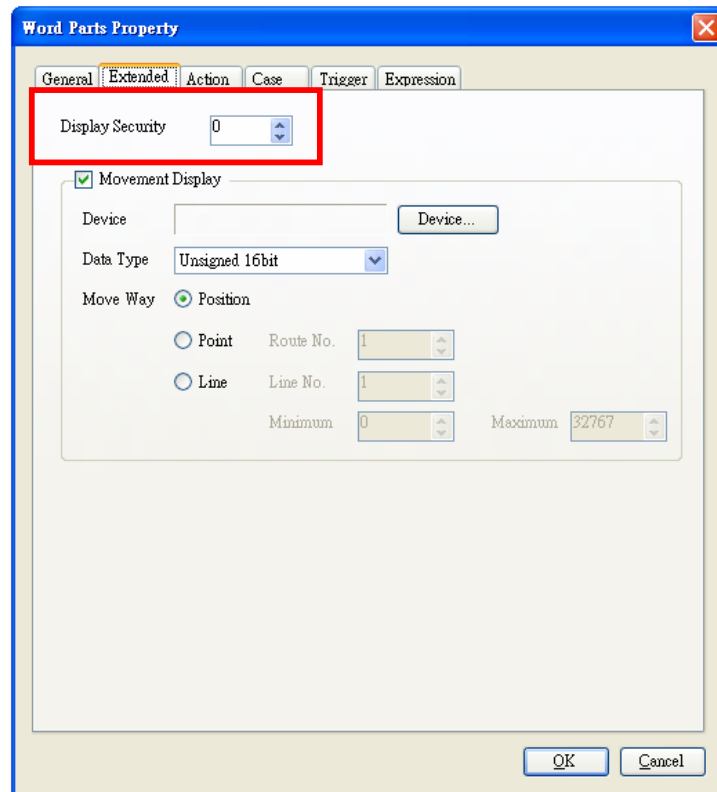 Word Parts Property
General Extended Action Case Trigger Expression
Display Security 0
Movement Display
Device Device...
Data Type Unsigned 16bit
Move Way Position
Point Route No. 1
Line Line No. 1
Minimum 0 Maximum 32767
OK Cancel